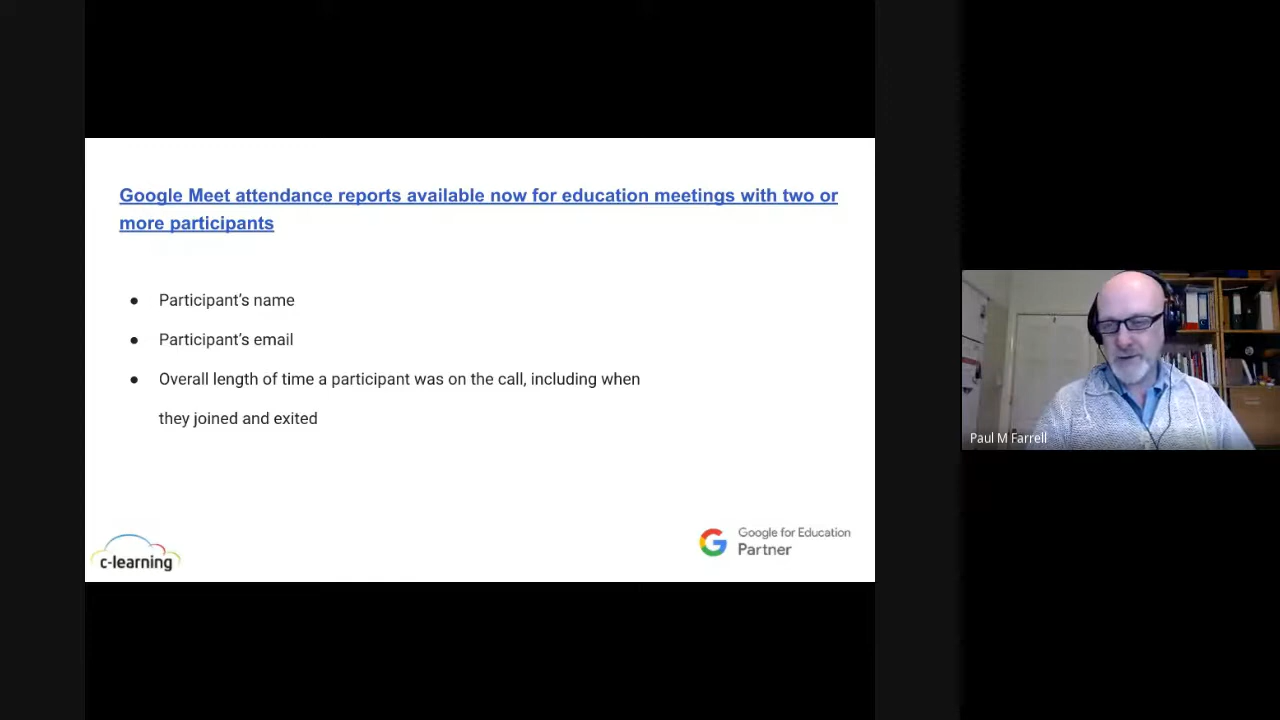 Google Meet attendance reports available now for education meetings with two or
more participants
● Participant’s name
● Participant’s email
● Overall length of time a participant was on the call, including when
they joined and exited
c-learning
Google for Education
Partner
Paul M Farrell